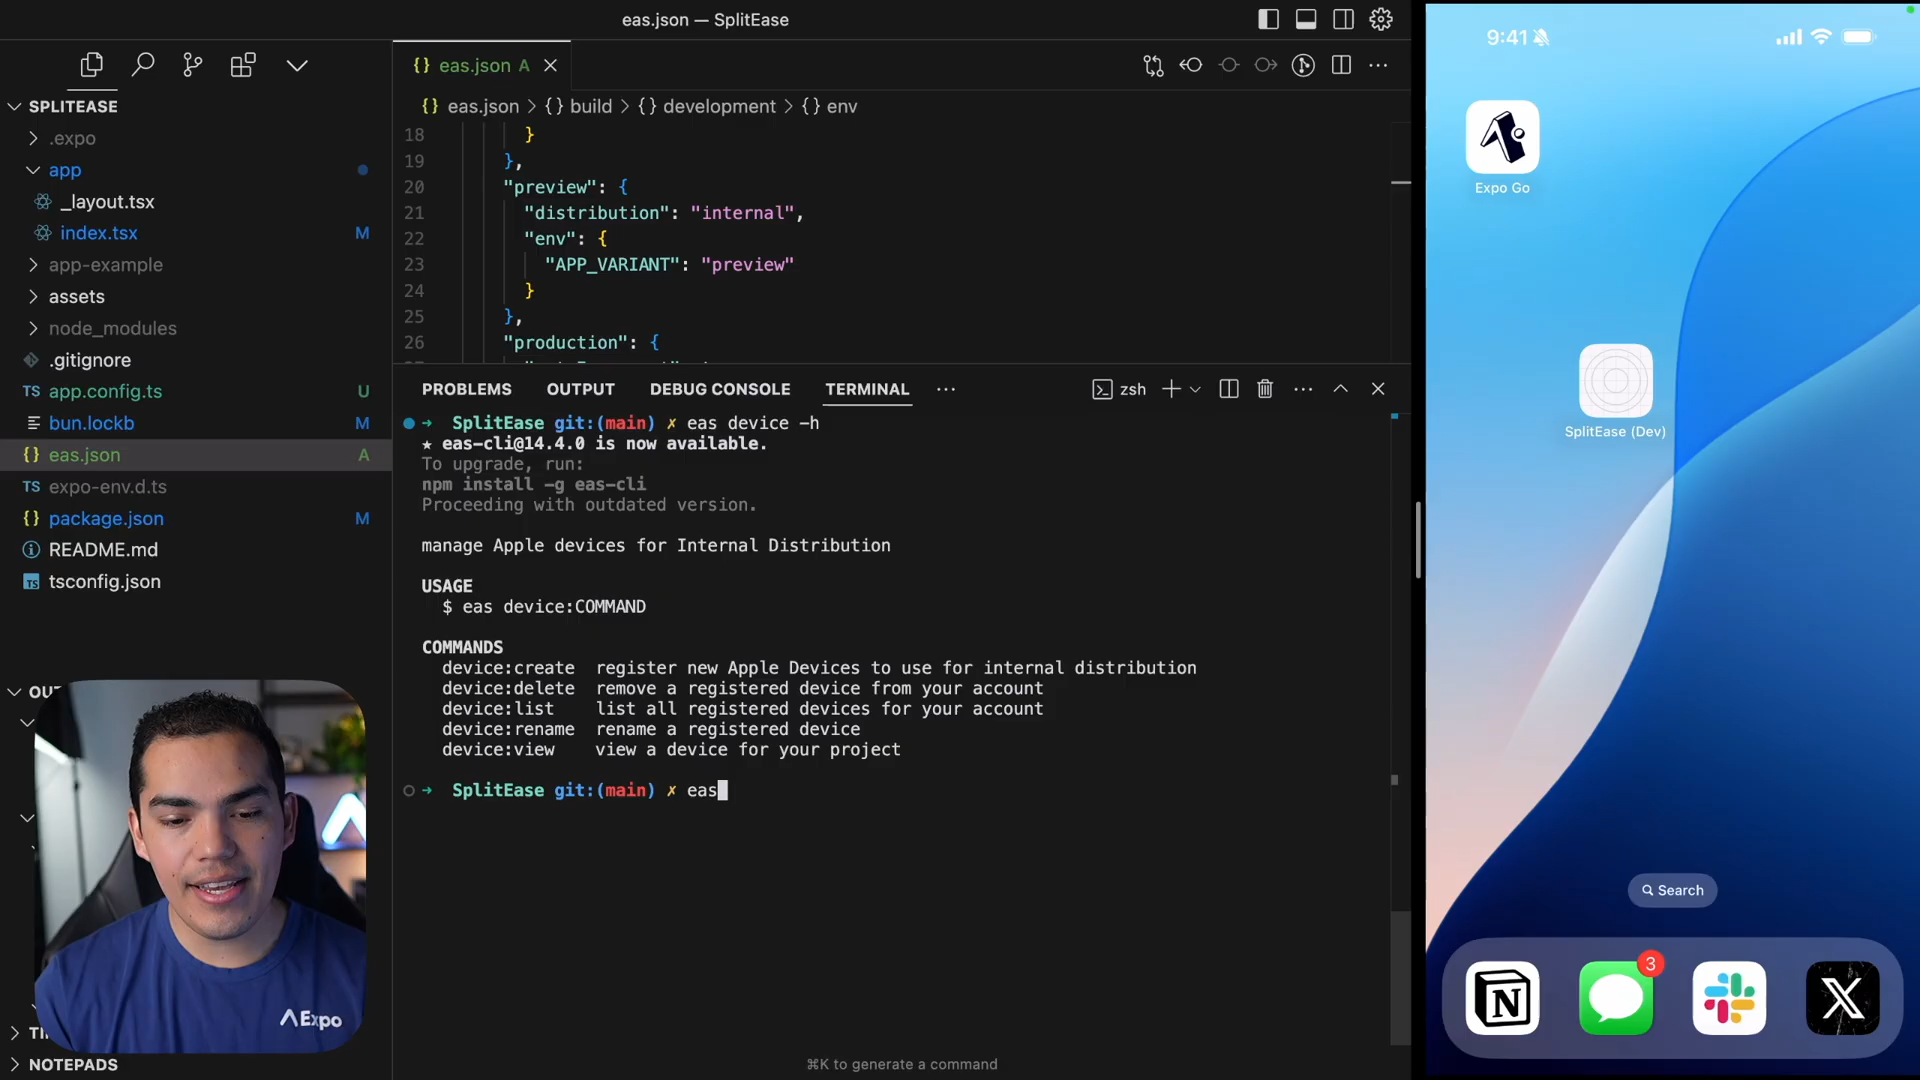 eas.json — SplitEase
SPLITEASE
.expo
app
_layout.tsx
index.tsx M
app-example
assets
node_modules
.gitignore
TS app.config.ts U
bun.lockb M
{} eas.json A
TS expo-env.d.ts
{} package.json M
README.md
TS tsconfig.json
OU
TI
NOTEPADS
{} eas.json A
{} eas.json > {} build > {} development > {} env
18 }
19 },
20 "preview": {
21 "distribution": "internal",
22 "env": {
23 "APP_VARIANT": "preview"
24 }
25 },
26 "production": {
PROBLEMS OUTPUT DEBUG CONSOLE TERMINAL ··· zsh
→ SplitEase git:(main) ✗ eas device -h
★ eas-cli@14.4.0 is now available.
To upgrade, run:
npm install -g eas-cli
Proceeding with outdated version.
manage Apple devices for Internal Distribution
USAGE
$ eas device:COMMAND
COMMANDS
device:create register new Apple Devices to use for internal distribution
device:delete remove a registered device from your account
device:list list all registered devices for your account
device:rename rename a registered device
device:view view a device for your project
→ SplitEase git:(main) ✗ eas
⌘K to generate a command
Expo
9:41
Expo Go
SplitEase (Dev)
Search
3